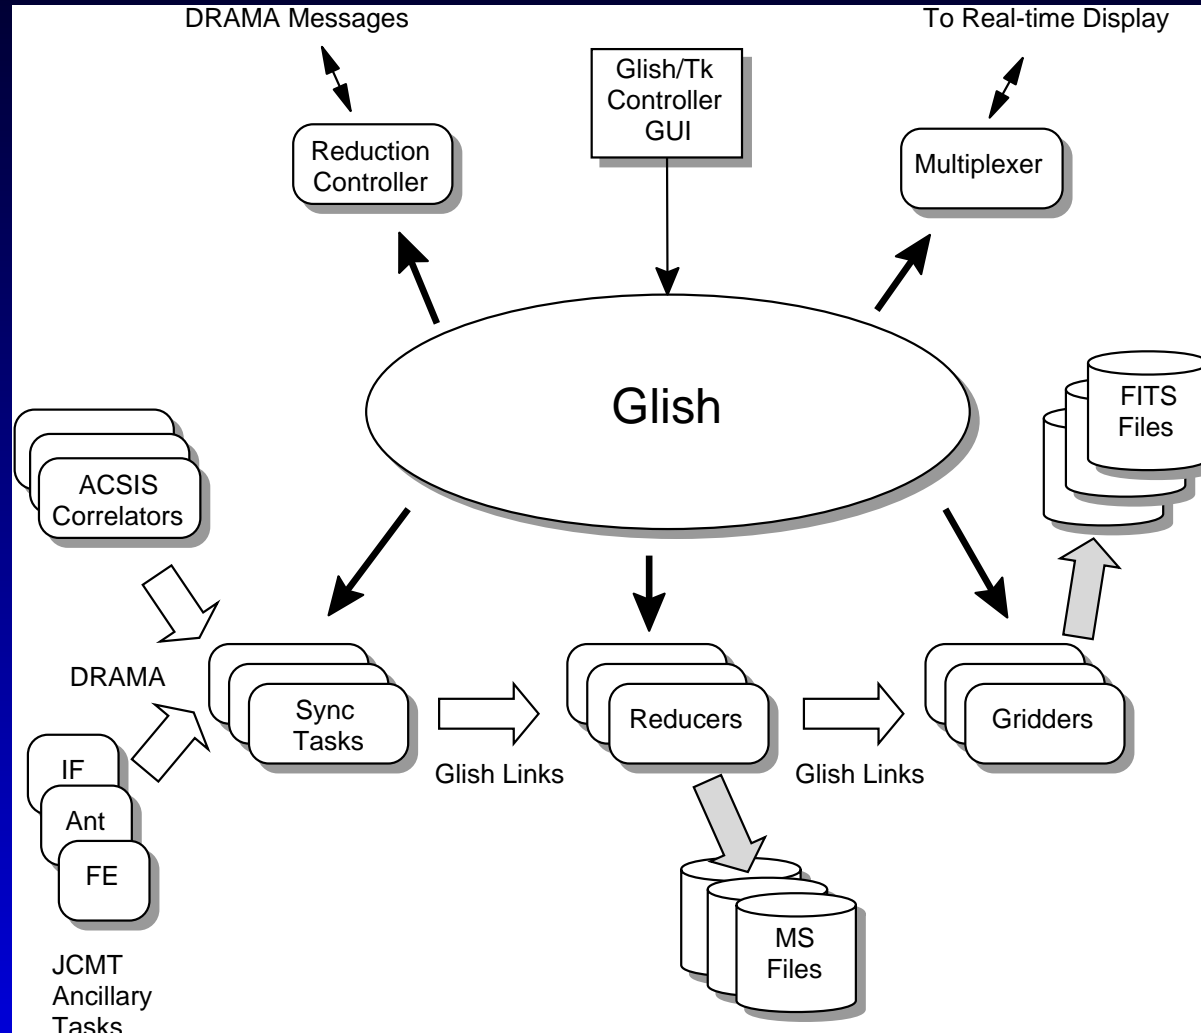 DRAMA Messages
To Real-time Display
Glish/Tk
Controller
GUI
Reduction
Controller
Multiplexer
Glish
FITS
Files
ACSIS
Correlators
DRAMA
Sync
Tasks
Reducers
Gridders
Glish Links
Glish Links
IF
Ant
FE
MS
Files
JCMT
Ancillary
Tasks